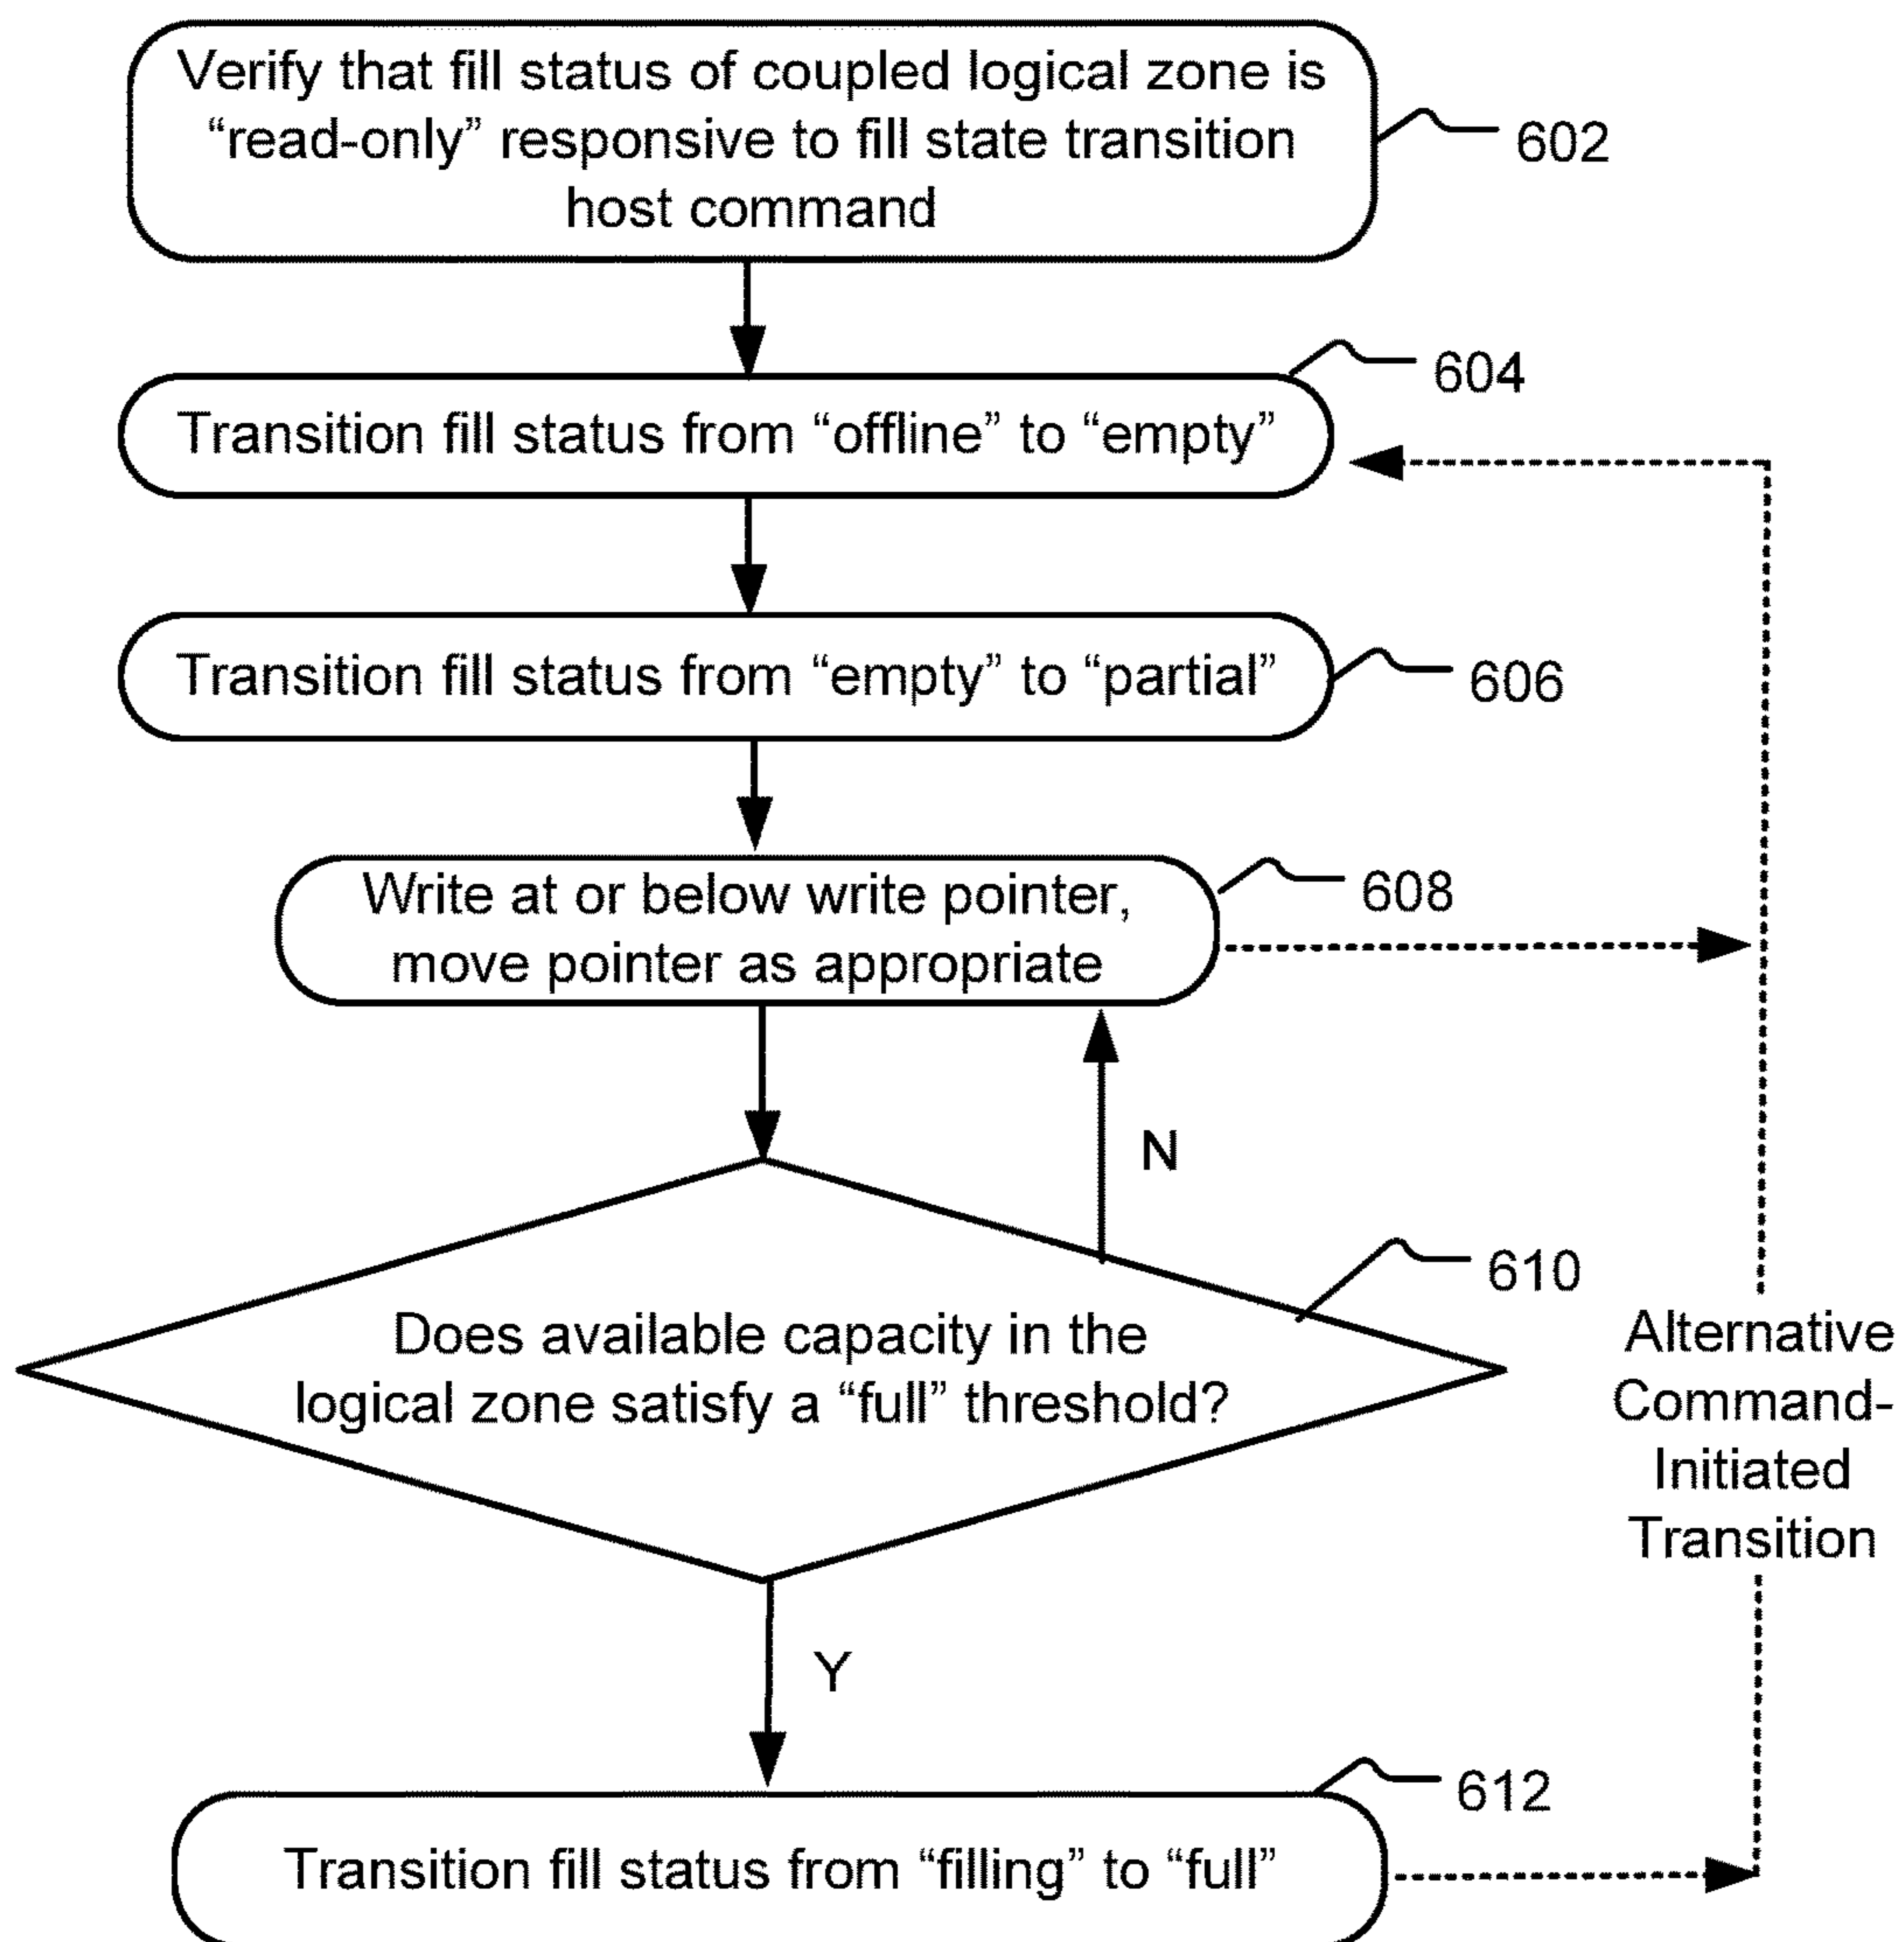 Verify that fill status of coupled logical zone is
“read-only” responsive to fill state transition
host command
602
604
Transition fill status from “offline” to “empty”
Transition fill status from “empty” to “partial”
606
Write at or below write pointer,
move pointer as appropriate
608
N
610
Does available capacity in the
logical zone satisfy a “full” threshold?
Alternative
Command-
Initiated
Transition
Y
612
Transition fill status from “filling” to “full”